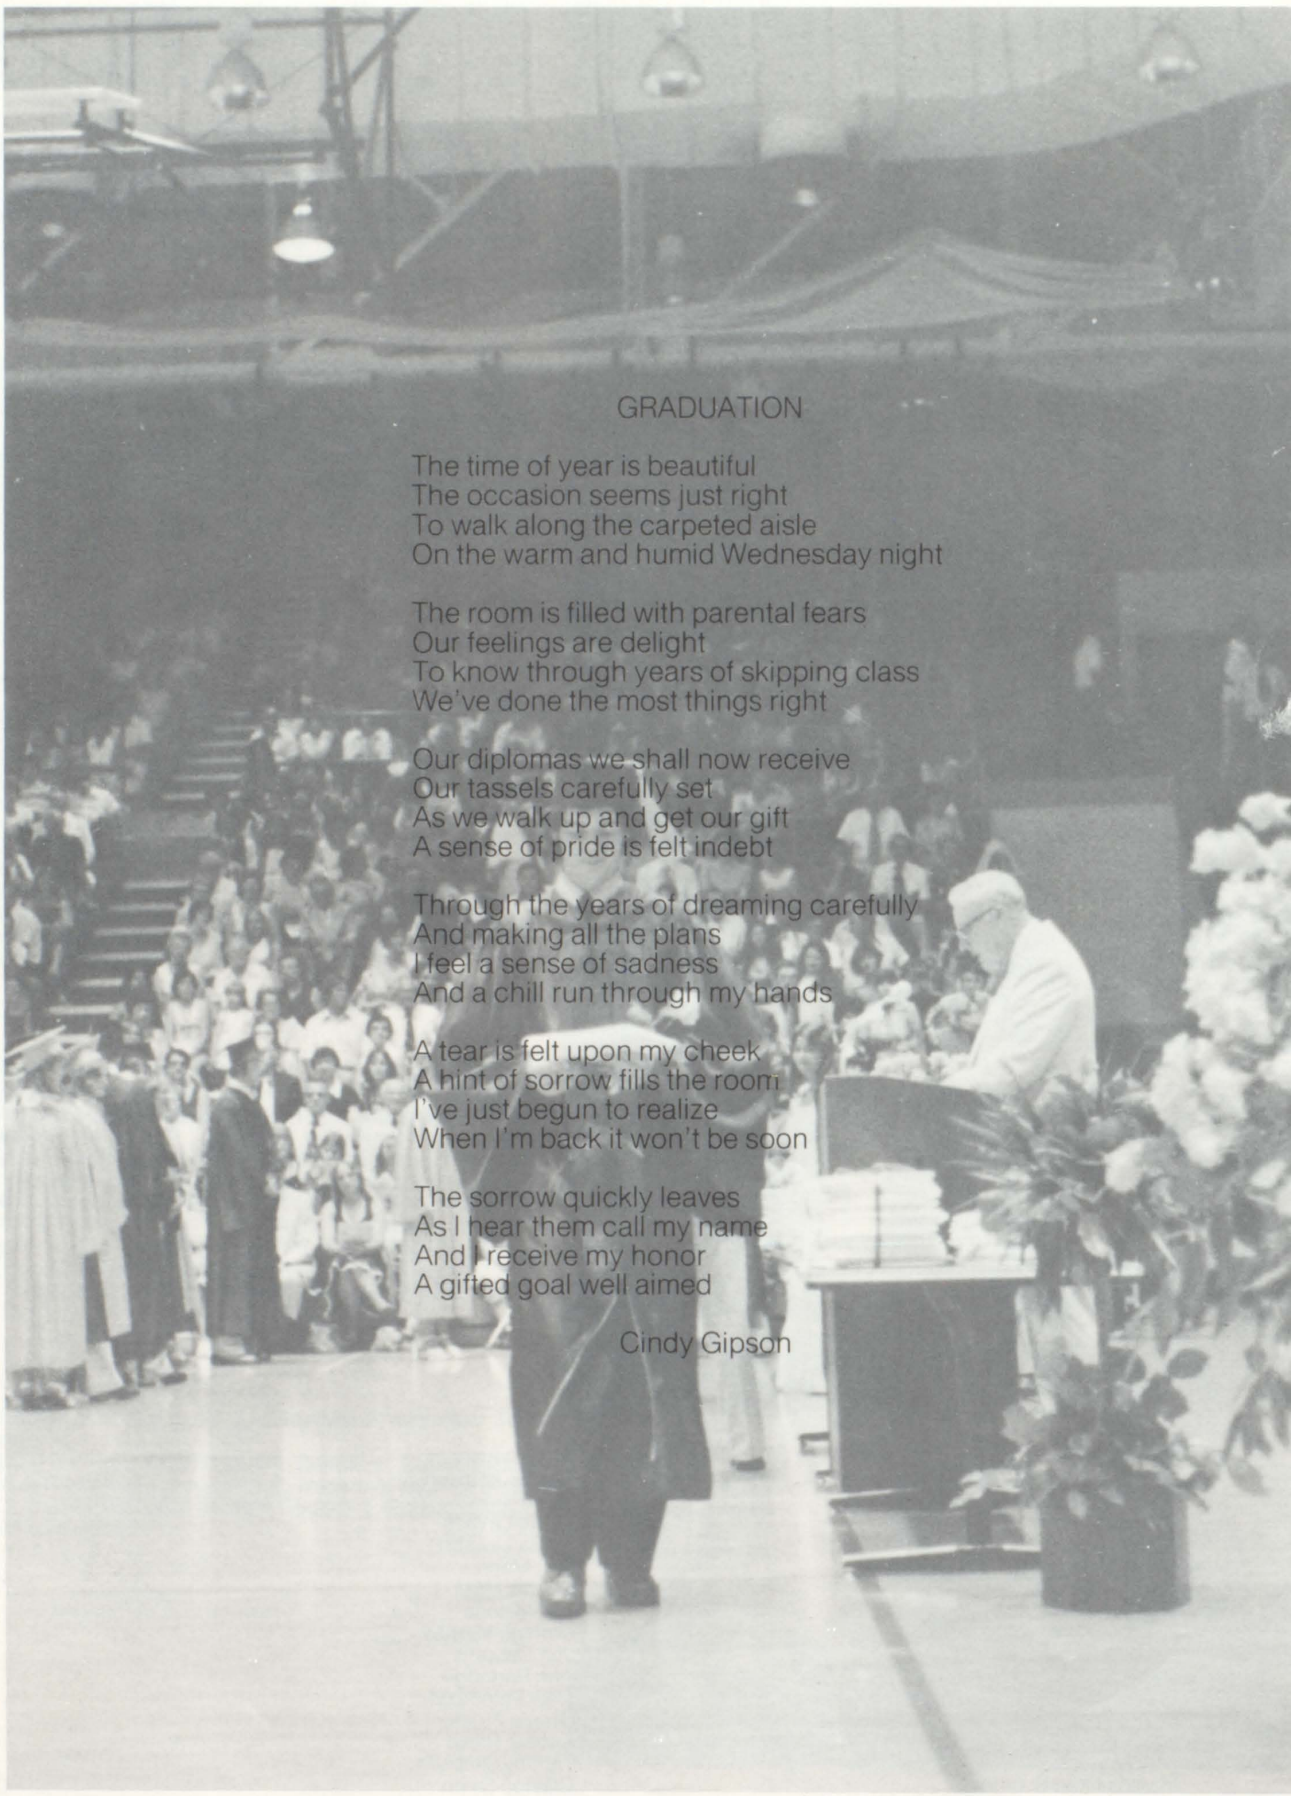 GRADUATION
The time of year is beautiful
The occasion seems just right
To walk along the carpeted aisle
On the warm and humid Wednesday night
The room is filled with parental fears
Our feelings are delight
To know through years of skipping class
We've done the most things right
Our diplomas we shall now receive
Our tassels carefully set
As we walk up and get our gift
A sense of pride is felt indebt
Through the years of dreaming carefully
And making all the plans
I feel a sense of sadness
And a chill run through my hands
A tear is felt upon my cheek
A hint of sorrow fills the room
I've just begun to realize
When I'm back it won't be soon
The sorrow quickly leaves
As I hear them call my name
And I receive my honor
A gifted goal well aimed
Cindy Gipson